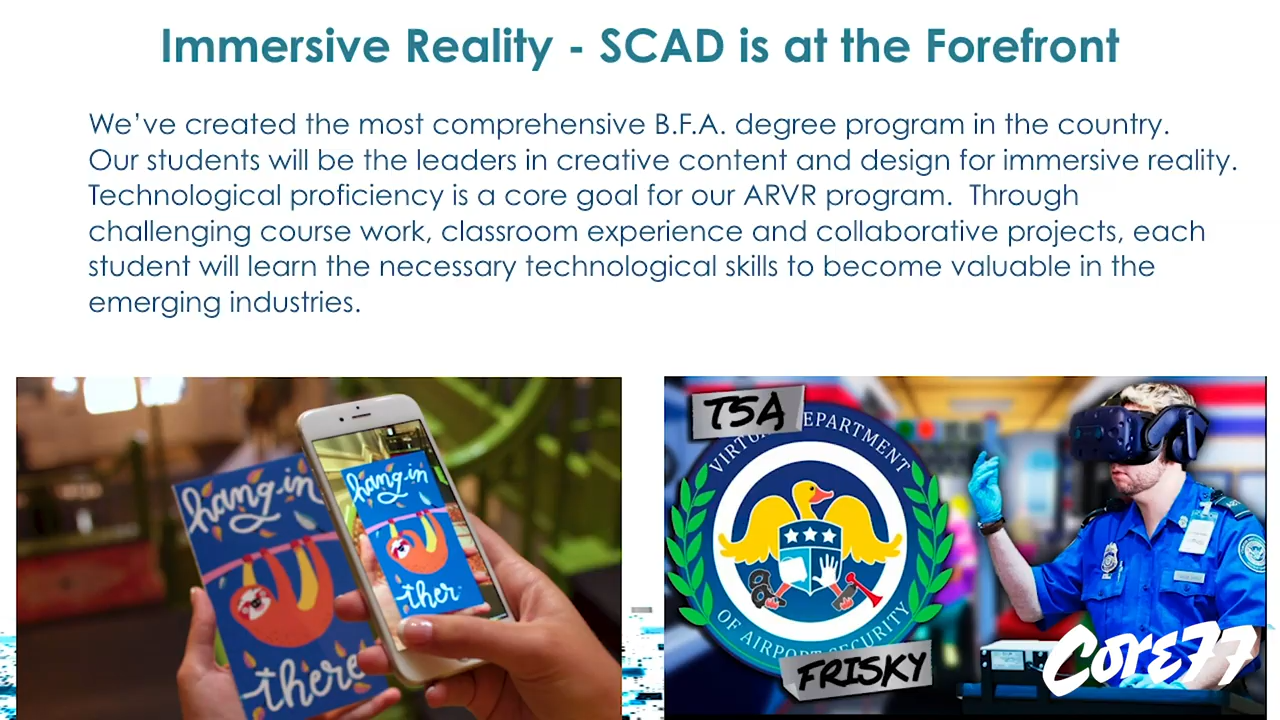 Immersive Reality - SCAD is at the Forefront
We’ve created the most comprehensive B.F.A. degree program in the country.
Our students will be the leaders in creative content and design for immersive reality.
Technological proficiency is a core goal for our ARVR program.  Through
challenging course work, classroom experience and collaborative projects, each
student will learn the necessary technological skills to become valuable in the
emerging industries.
hang-in
there
hang-in
ther
TSA
DEPARTMENT
OF AIRPORT SECURITY
FRISKY
Core77